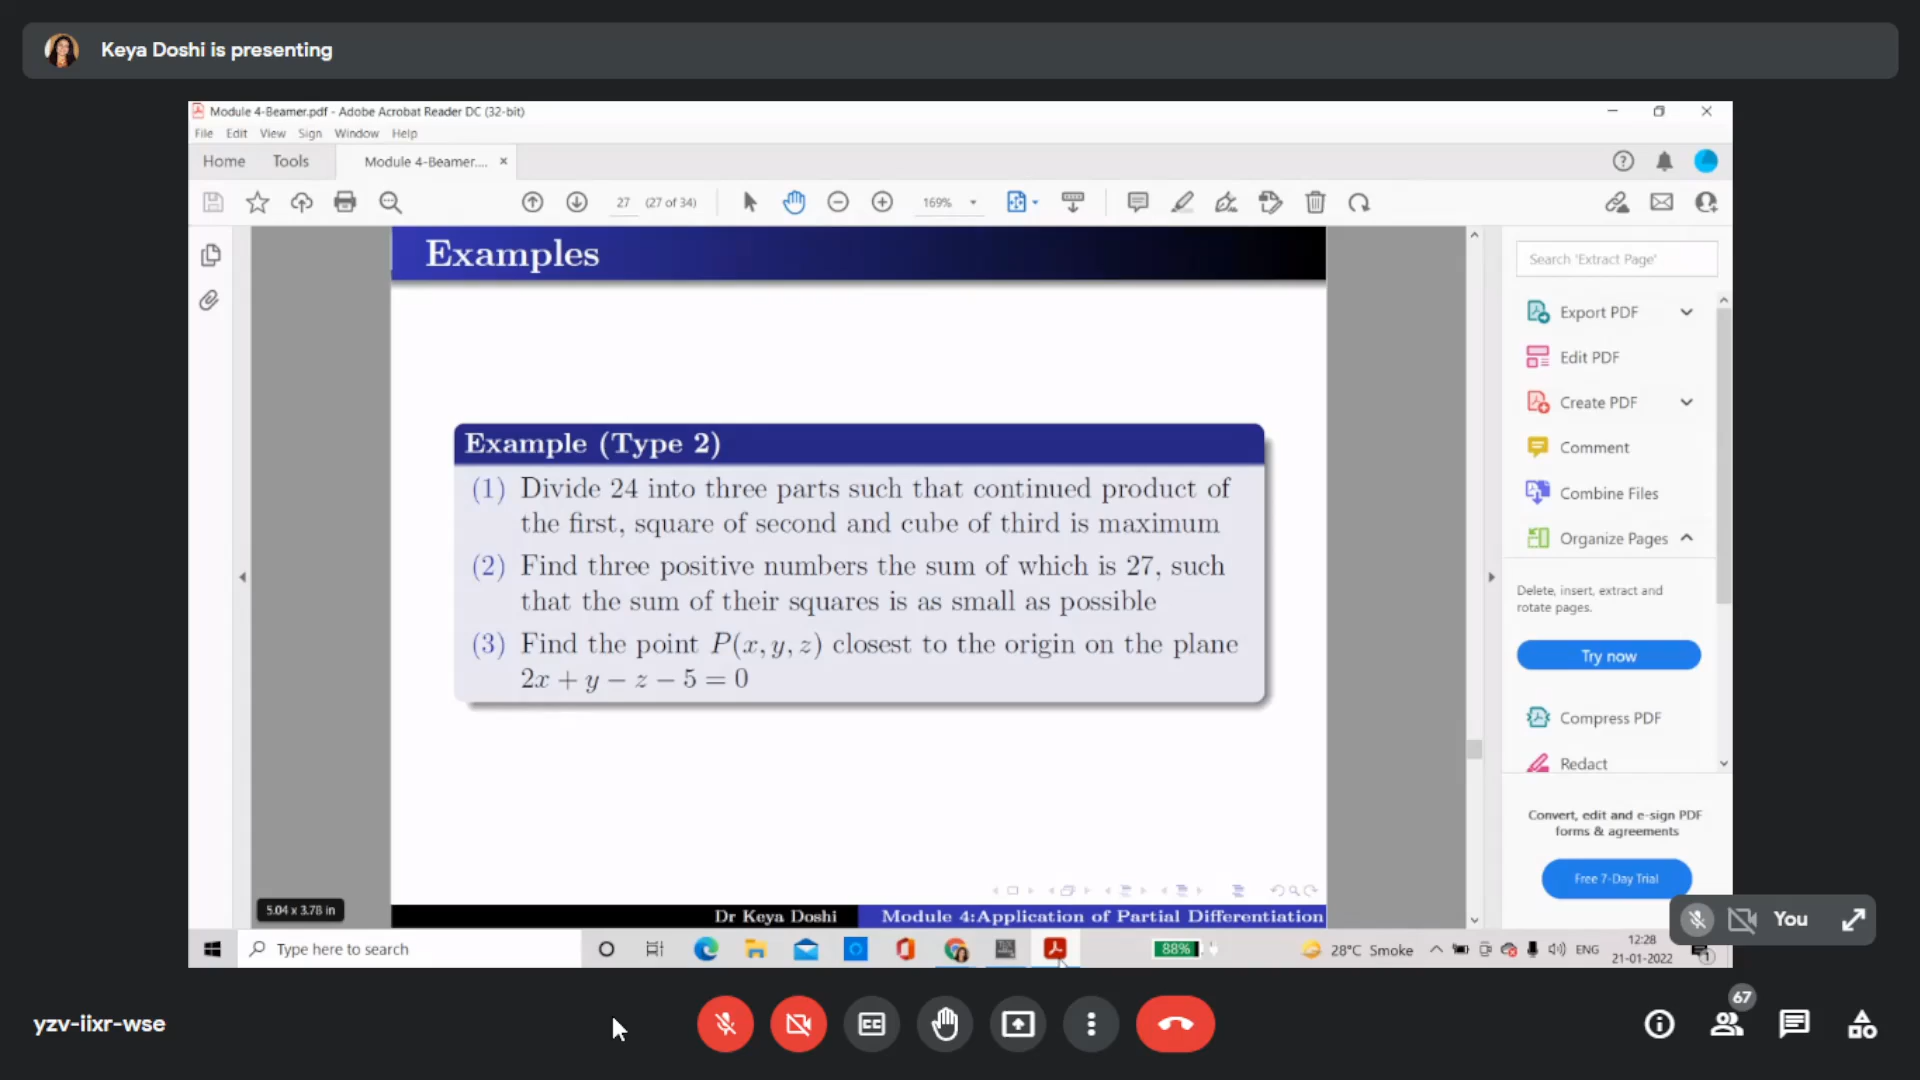 Keya Doshi is presenting
Module 4-Beamer.pdf - Adobe Acrobat Reader DC (32-bit)
File Edit View Sign Window Help
Home Tools Module 4-Beamer.... ×
27 (27 of 34) 169%
Examples
Search 'Extract Page'
Export PDF
Edit PDF
Create PDF
Comment
Combine Files
Organize Pages
Delete, insert, extract and
rotate pages.
Try now
Compress PDF
Redact
Convert, edit and e-sign PDF
forms & agreements
Free 7-Day Trial
Example (Type 2)
(1) Divide 24 into three parts such that continued product of
the first, square of second and cube of third is maximum
(2) Find three positive numbers the sum of which is 27, such
that the sum of their squares is as small as possible
(3) Find the point P(x, y, z) closest to the origin on the plane
2x + y − z − 5 = 0
5.04 x 3.78 in
Dr Keya Doshi Module 4:Application of Partial Differentiation
You
Type here to search
88%
28°C Smoke
ENG
12:28
21-01-2022
1
yzv-iixr-wse
67